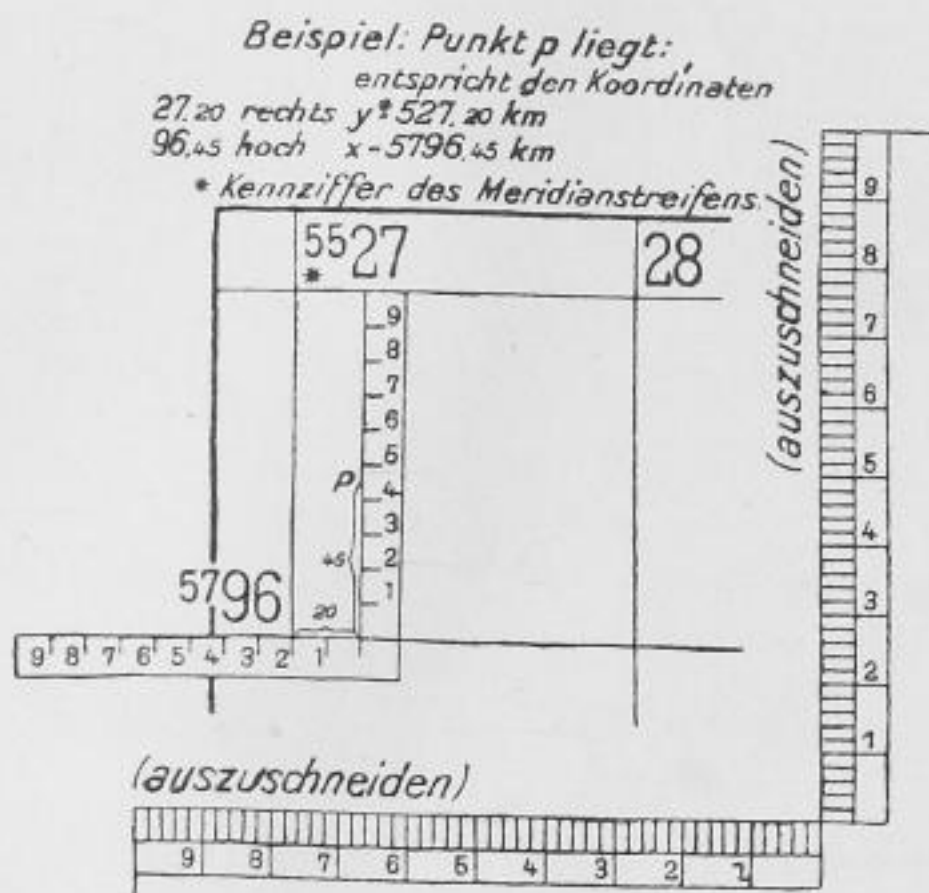 Beispiel: Punkt p liegt:
entspricht den Koordinaten
27,20 rechts y* 527,20 km
96,45 hoch x-5796,45 km
* Kennziffer des Meridianstreifens.
5527
*
28
9
8
7
6
5
P 4
3
45 2
1
5796
20
9 8 7 6 5 4 3 2 1
(auszuschneiden)
9
8
7
6
5
4
3
2
1
(auszuschneiden)
9 8 7 6 5 4 3 2 1